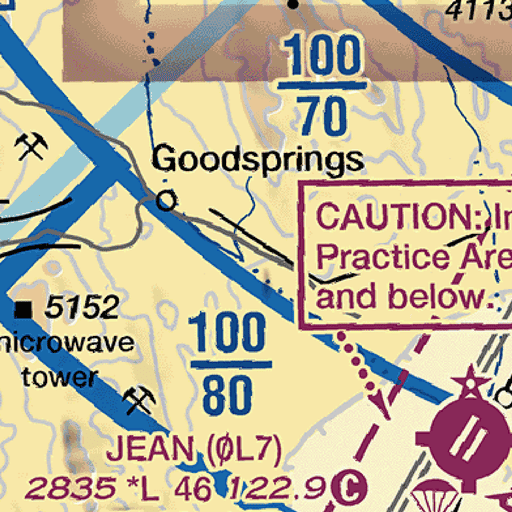 4113
100
70
Goodsprings
CAUTION: In
Practice Are
and below.
5152
microwave
tower
100
80
JEAN (ØL7)
2835 *L 46 122.9 C